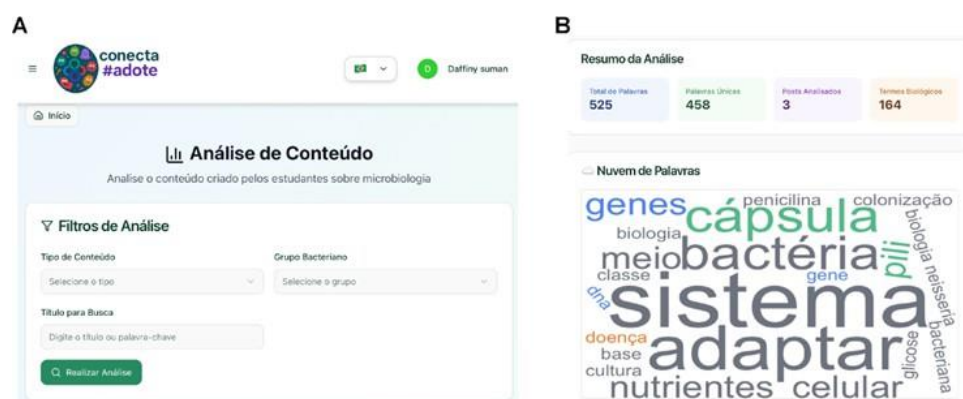 A
conecta
#adote
D Daffiny suman
Início
Análise de Conteúdo
Analise o conteúdo criado pelos estudantes sobre microbiologia
Filtros de Análise
Tipo de Conteúdo Grupo Bacteriano
Selecione o tipo Selecione o grupo
Título para Busca
Digite o título ou palavra-chave
Realizar Análise
B
Resumo da Análise
Total de Palavras Palavras Únicas Posts Analisados Termos Biológicos
525 458 3 164
Nuvem de Palavras
genes
cápsula
penicilina
colonização
biologia
meio
bactéria
pili
biologia
neisseria
classe
gene
dna
sistema
doença
base
adaptar
glicose
bacteriana
cultura
nutrientes
celular